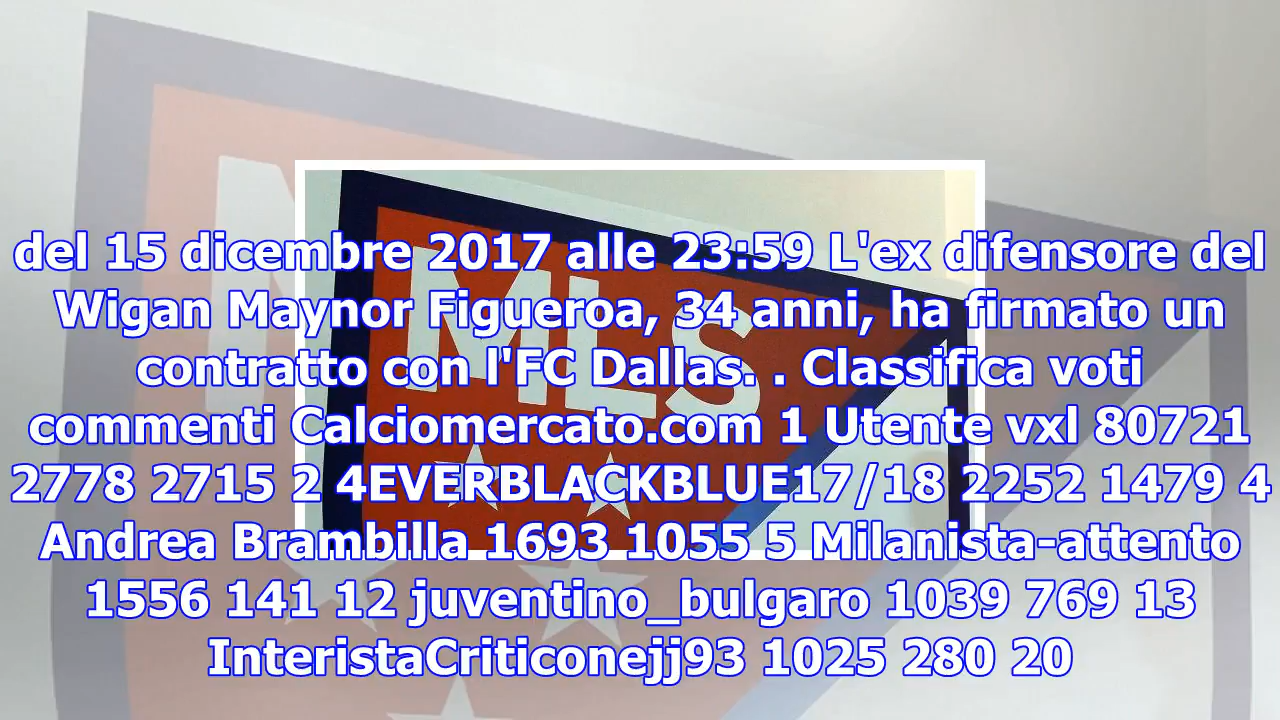 del 15 dicembre 2017 alle 23:59 L'ex difensore del
Wigan Maynor Figueroa, 34 anni, ha firmato un
contratto con l'FC Dallas. . Classifica voti
commenti Calciomercato.com 1 Utente vxl 80721
2778 2715 2 4EVERBLACKBLUE17/18 2252 1479 4
Andrea Brambilla 1693 1055 5 Milanista-attento
1556 141 12 juventino_bulgaro 1039 769 13
InteristaCriticonejj93 1025 280 20
MLS